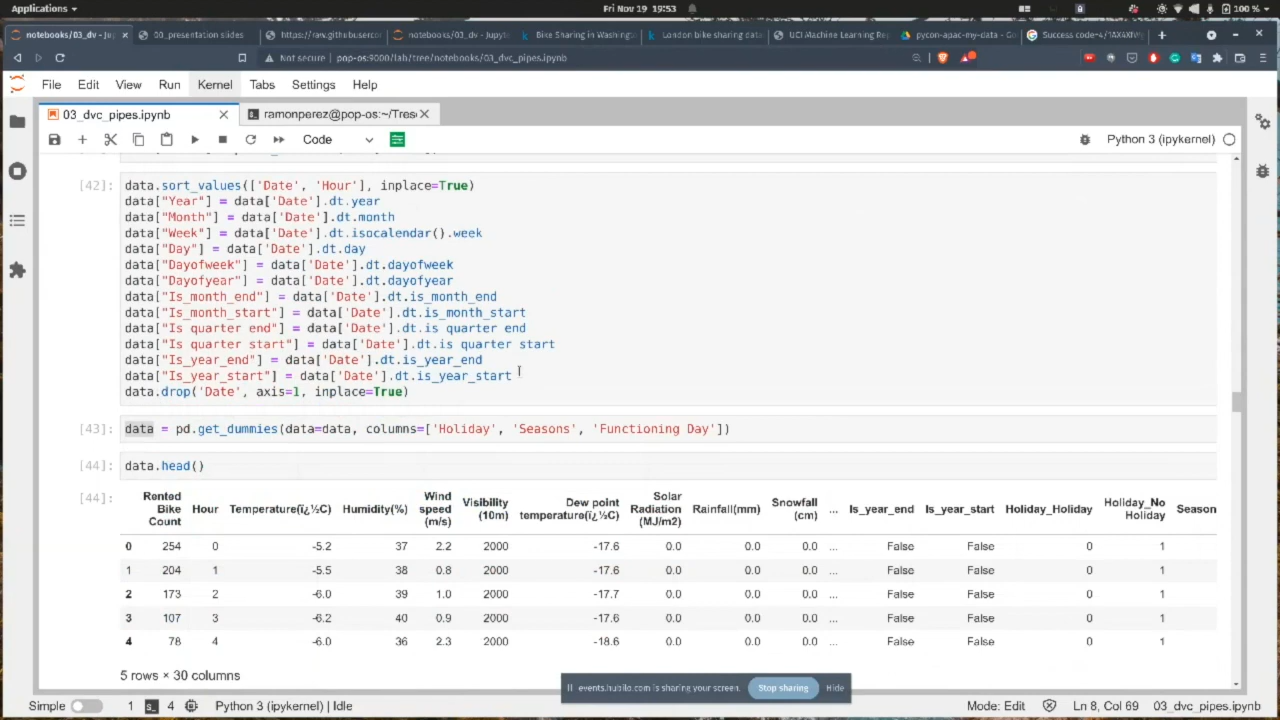 Applications
Fri Nov 19 19:53
100 %
notebooks/03_dv - Jup
00_presentation slides
https://raw.githubuserco
notebooks/03_dv - Jupyt
Bike Sharing in Washing
London bike sharing dat
UCI Machine Learning Re
pycon-apac-my-data - Go
Success code=4/1AX4XfW
Not secure
pop-os:9000/lab/tree/notebooks/03_dvc_pipes.ipynb
File Edit View Run Kernel Tabs Settings Help
03_dvc_pipes.ipynb
ramonperez@pop-os:~/Tresc
Code
Python 3 (ipykernel)
[42]:
data.sort_values(['Date', 'Hour'], inplace=True)
data["Year"] = data['Date'].dt.year
data["Month"] = data['Date'].dt.month
data["Week"] = data['Date'].dt.isocalendar().week
data["Day"] = data['Date'].dt.day
data["Dayofweek"] = data['Date'].dt.dayofweek
data["Dayofyear"] = data['Date'].dt.dayofyear
data["Is_month_end"] = data['Date'].dt.is_month_end
data["Is_month_start"] = data['Date'].dt.is_month_start
data["Is_quarter_end"] = data['Date'].dt.is_quarter_end
data["Is_quarter_start"] = data['Date'].dt.is_quarter_start
data["Is_year_end"] = data['Date'].dt.is_year_end
data["Is_year_start"] = data['Date'].dt.is_year_start
data.drop('Date', axis=1, inplace=True)
[43]:
data = pd.get_dummies(data=data, columns=['Holiday', 'Seasons', 'Functioning Day'])
[44]:
data.head()
[44]:
Rented Bike Count Hour Temperature(ï¿½C) Humidity(%) Wind speed (m/s) Visibility (10m) Dew point temperature(ï¿½C) Solar Radiation (MJ/m2) Rainfall(mm) Snowfall (cm) ... Is_year_end Is_year_start Holiday_Holiday Holiday_No Holiday Season
0 254 0 -5.2 37 2.2 2000 -17.6 0.0 0.0 0.0 ... False False 0 1
1 204 1 -5.5 38 0.8 2000 -17.6 0.0 0.0 0.0 ... False False 0 1
2 173 2 -6.0 39 1.0 2000 -17.7 0.0 0.0 0.0 ... False False 0 1
3 107 3 -6.2 40 0.9 2000 -17.6 0.0 0.0 0.0 ... False False 0 1
4 78 4 -6.0 36 2.3 2000 -18.6 0.0 0.0 0.0 ... False False 0 1
5 rows × 30 columns
events.hubilo.com is sharing your screen. Stop sharing Hide
Simple 1 4 Python 3 (ipykernel) | Idle
Mode: Edit Ln 8, Col 69 03_dvc_pipes.ipynb